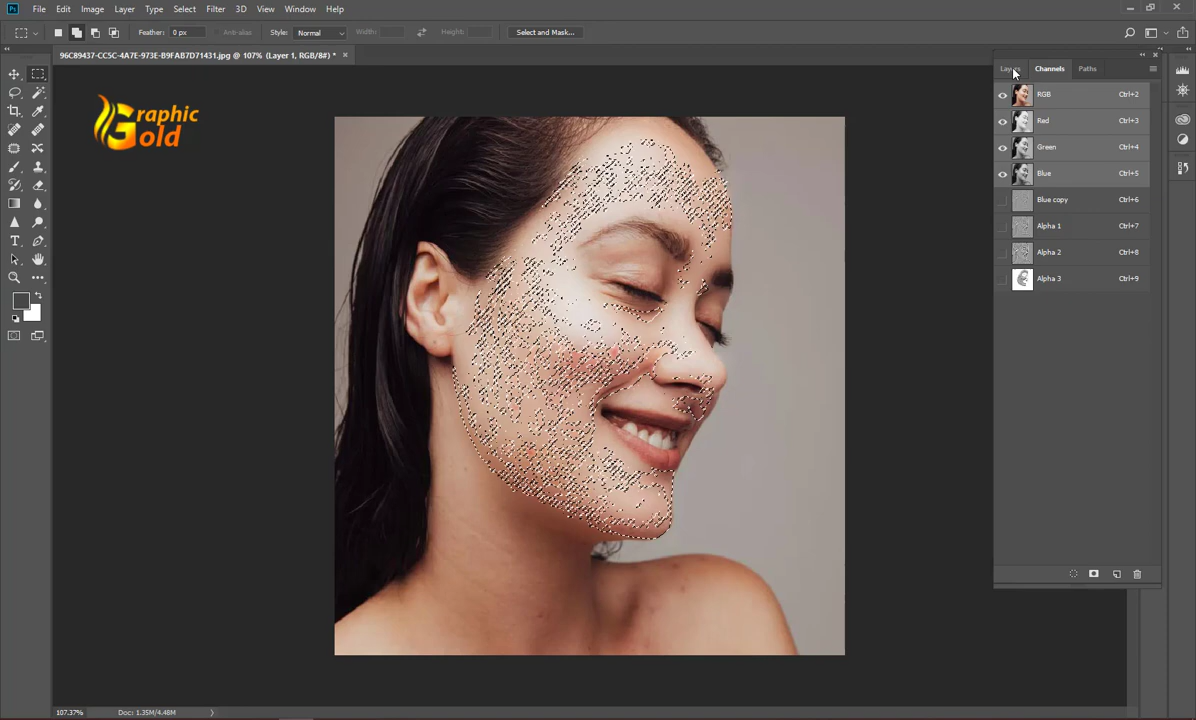 Ps File Edit Image Layer Type Select Filter 3D View Window Help
Feather: 0 px Anti-alias Style: Normal Width: Height: Select and Mask...
96C89437-CC5C-4A7E-973E-B9FAB7D71431.jpg @ 107% (Layer 1, RGB/8#) *
Layers Channels Paths
RGB Ctrl+2
Red Ctrl+3
Green Ctrl+4
Blue Ctrl+5
Blue copy Ctrl+6
Alpha 1 Ctrl+7
Alpha 2 Ctrl+8
Alpha 3 Ctrl+9
Graphic
Gold
107.37% Doc: 1.35M/4.48M